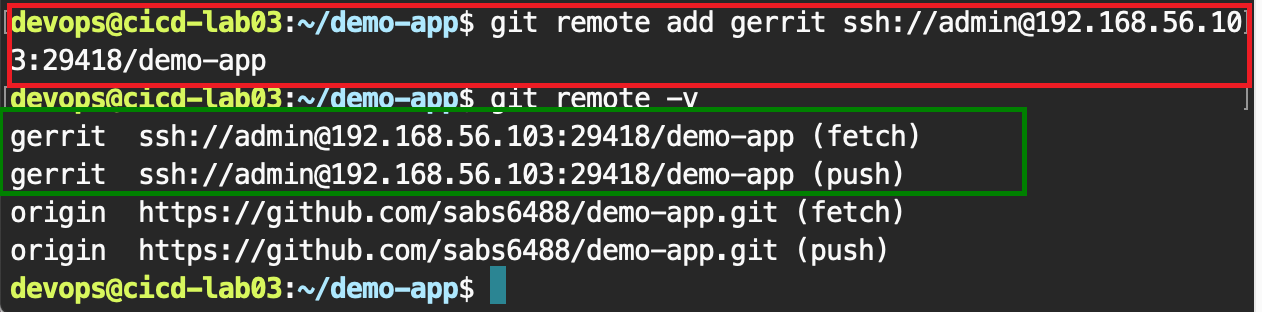 devops@cicd-lab03:~/demo-app$ git remote add gerrit ssh://admin@192.168.56.10
3:29418/demo-app
devops@cicd-lab03:~/demo-app$ git remote -v
gerrit  ssh://admin@192.168.56.103:29418/demo-app (fetch)
gerrit  ssh://admin@192.168.56.103:29418/demo-app (push)
origin  https://github.com/sabs6488/demo-app.git (fetch)
origin  https://github.com/sabs6488/demo-app.git (push)
devops@cicd-lab03:~/demo-app$